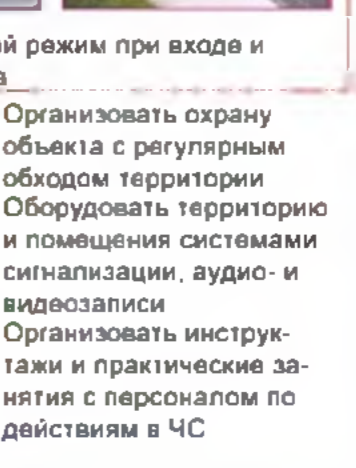 й режим при входе и
а
Организовать охрану
объекта с регулярным
обходом территории
Оборудовать территорию
и помещения системами
сигнализации, аудио- и
видеозаписи
Организовать инструк-
тажи и практические за-
нятия с персоналом по
действиям в ЧС